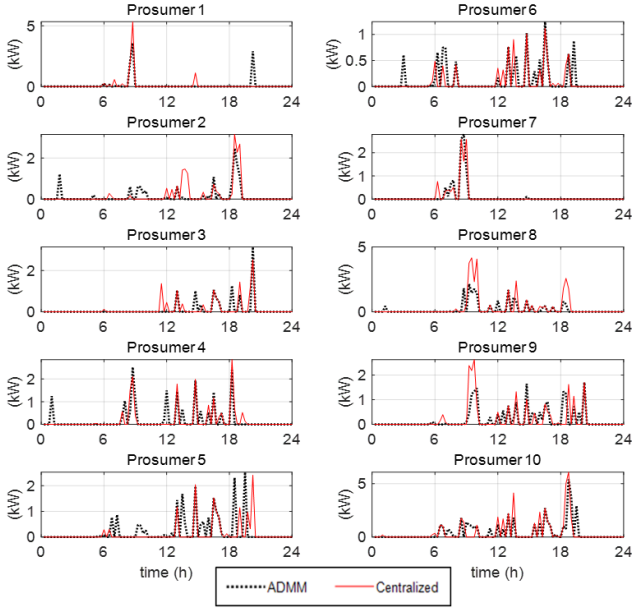 Prosumer 1
5
0
(kW)
0 6 12 18 24
Prosumer 6
1
0.5
0
(kW)
0 6 12 18 24
Prosumer 2
2
0
(kW)
0 6 12 18 24
Prosumer 7
2
1
0
(kW)
0 6 12 18 24
Prosumer 3
2
0
(kW)
0 6 12 18 24
Prosumer 8
4
2
0
(kW)
0 6 12 18 24
Prosumer 4
2
1
0
(kW)
0 6 12 18 24
Prosumer 9
2
1
0
(kW)
0 6 12 18 24
Prosumer 5
2
1
0
(kW)
0 6 12 18 24
time (h)
Prosumer 10
5
0
(kW)
0 6 12 18 24
time (h)
ADMM Centralized